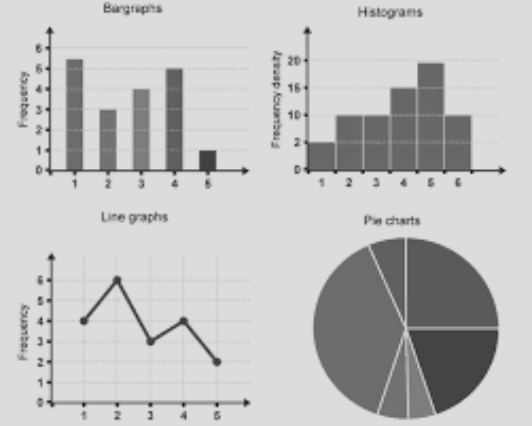 Bargraphs
Frequency
6
5
4
3
2
1
0
1 2 3 4 5
Histograms
Frequency density
20
15
10
2
0
1 2 3 4 5 6
Line graphs
Frequency
6
5
4
3
2
1
0
1 2 3 4 5
Pie charts